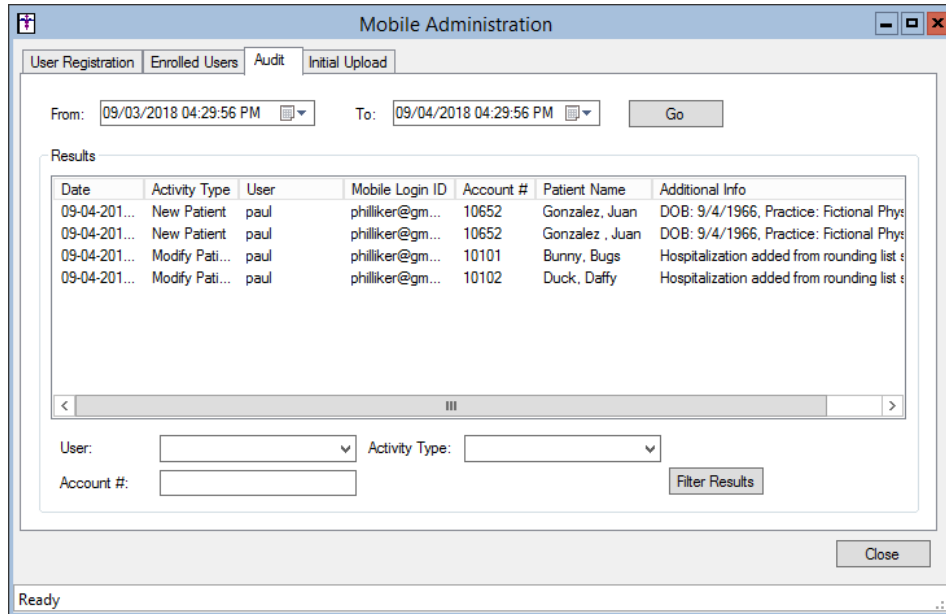 Mobile Administration
User Registration Enrolled Users Audit Initial Upload
From: 09/03/2018 04:29:56 PM To: 09/04/2018 04:29:56 PM Go
Results
Date Activity Type User Mobile Login ID Account # Patient Name Additional Info
09-04-201... New Patient paul philliker@gm... 10652 Gonzalez, Juan DOB: 9/4/1966, Practice: Fictional Phys
09-04-201... New Patient paul philliker@gm... 10652 Gonzalez , Juan DOB: 9/4/1966, Practice: Fictional Phys
09-04-201... Modify Pati... paul philliker@gm... 10101 Bunny, Bugs Hospitalization added from rounding list s
09-04-201... Modify Pati... paul philliker@gm... 10102 Duck, Daffy Hospitalization added from rounding list s
User: Activity Type:
Account #: Filter Results
Close
Ready